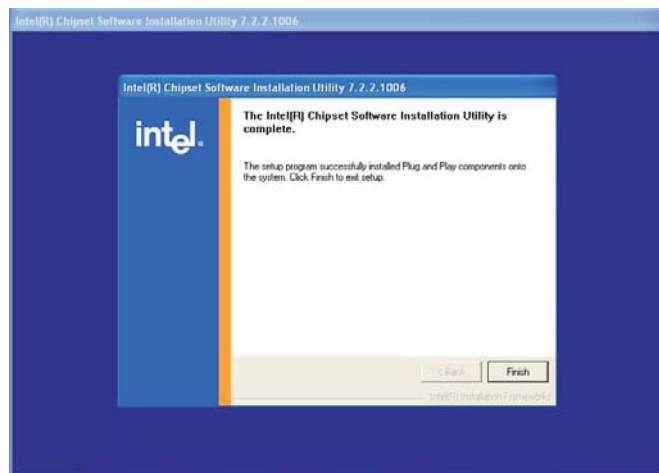 Intel(R) Chipset Software Installation Utility 7.2.2.1006
Intel(R) Chipset Software Installation Utility 7.2.2.1006
intel.
The Intel(R) Chipset Software Installation Utility is
complete.
The setup program successfully installed Plug and Play components onto
the system. Click Finish to exit setup.
< Back
Finish
Intel(R) Installation Frameworks